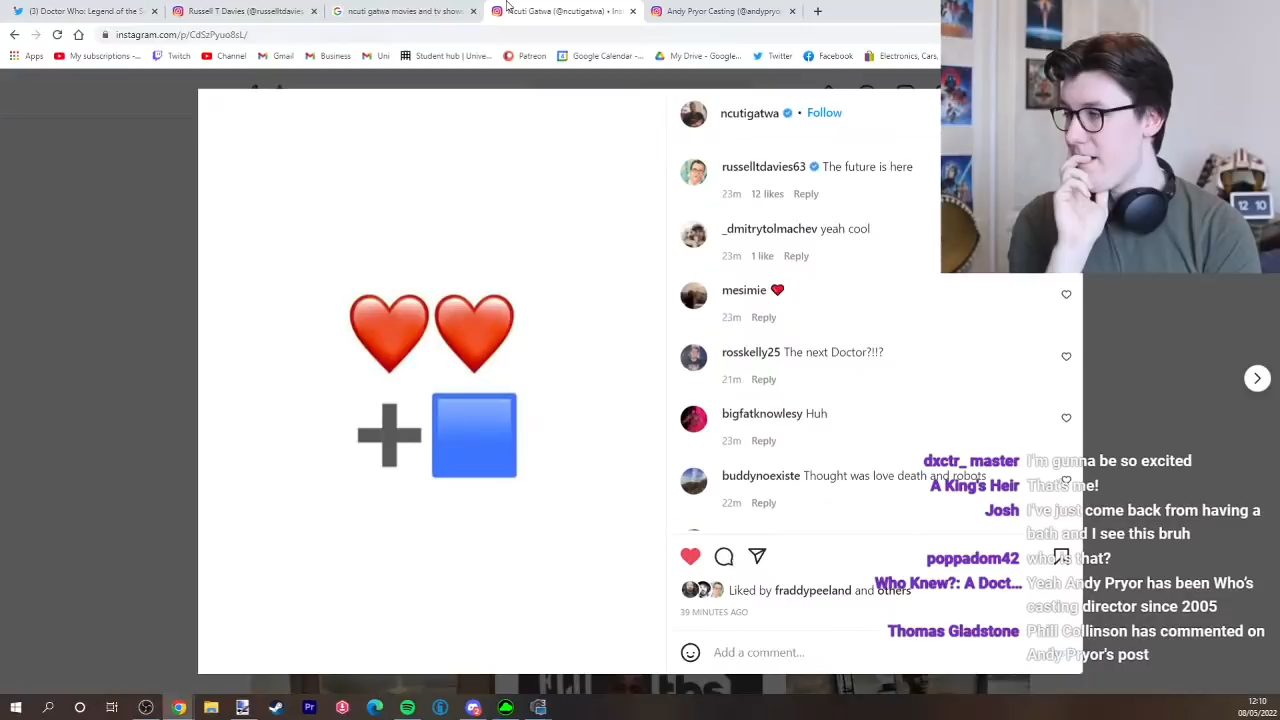 (3) Doctor Who: Legend of the S
Russell T Davies (@russelltdavies
ncuti gatwa movies and tv shows
Ncuti Gatwa (@ncutigatwa) • Ins
Andy Pryor Casting (@andypryo
instagram.com/p/CdSzPyuo8sL/
Apps
My subscriptions -...
Twitch
Channel
Gmail
Business
Uni
Student hub | Unive...
Patreon
Google Calendar -...
My Drive - Google...
Twitter
Facebook
Electronics, Cars,
12 10
ncutigatwa • Follow
russelltdavies63 The future is here
23m 12 likes Reply
_dmitrytolmachev yeah cool
23m 1 like Reply
mesimie ❤
23m Reply
rosskelly25 The next Doctor?!!?
21m Reply
bigfatknowlesy Huh
23m Reply
buddynoexiste Thought was love death and robots
22m Reply
Liked by fraddypeeland and others
39 MINUTES AGO
Add a comment...
dxctr_ master I'm gunna be so excited
A King's Heir That's me!
Josh I've just come back from having a
bath and I see this bruh
poppadom42 who is that?
Who Knew?: A Doct... Yeah Andy Pryor has been Who's
casting director since 2005
Thomas Gladstone Phill Collinson has commented on
Andy Pryor's post
12:10
08/05/2022